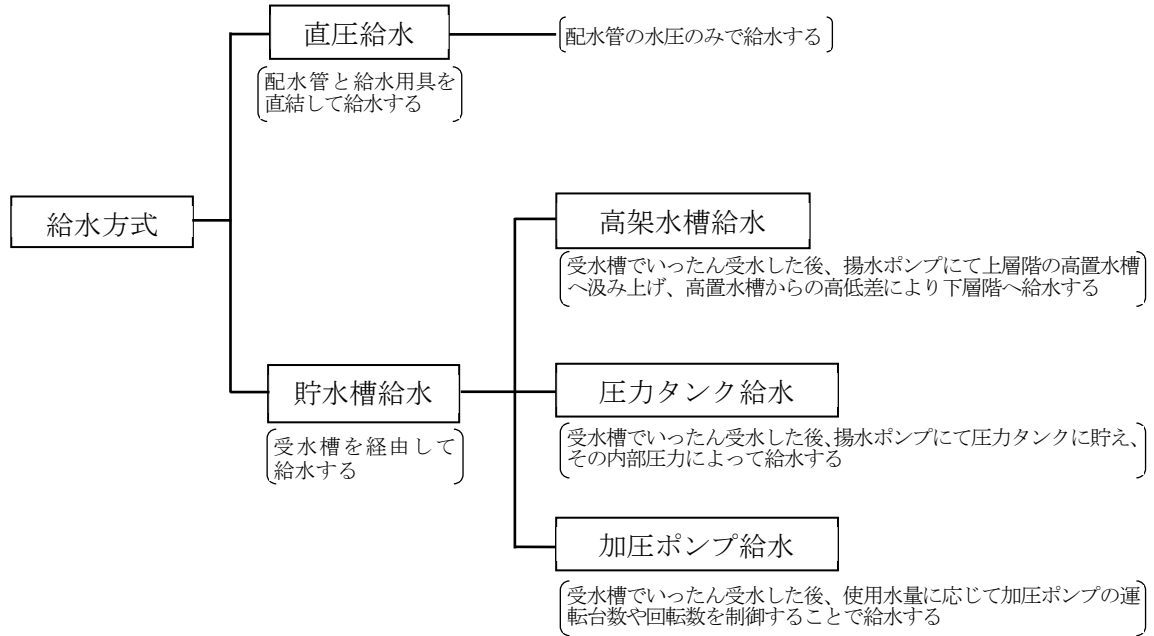 直圧給水
配水管の水圧のみで給水する
配水管と給水用具を
直結して給水する
給水方式
高架水槽給水
受水槽でいったん受水した後、揚水ポンプにて上層階の高置水槽
へ汲み上げ、高置水槽からの高低差により下層階へ給水する
貯水槽給水
受水槽を経由して
給水する
圧力タンク給水
受水槽でいったん受水した後、揚水ポンプにて圧力タンクに貯え、
その内部圧力によって給水する
加圧ポンプ給水
受水槽でいったん受水した後、使用水量に応じて加圧ポンプの運
転台数や回転数を制御することで給水する